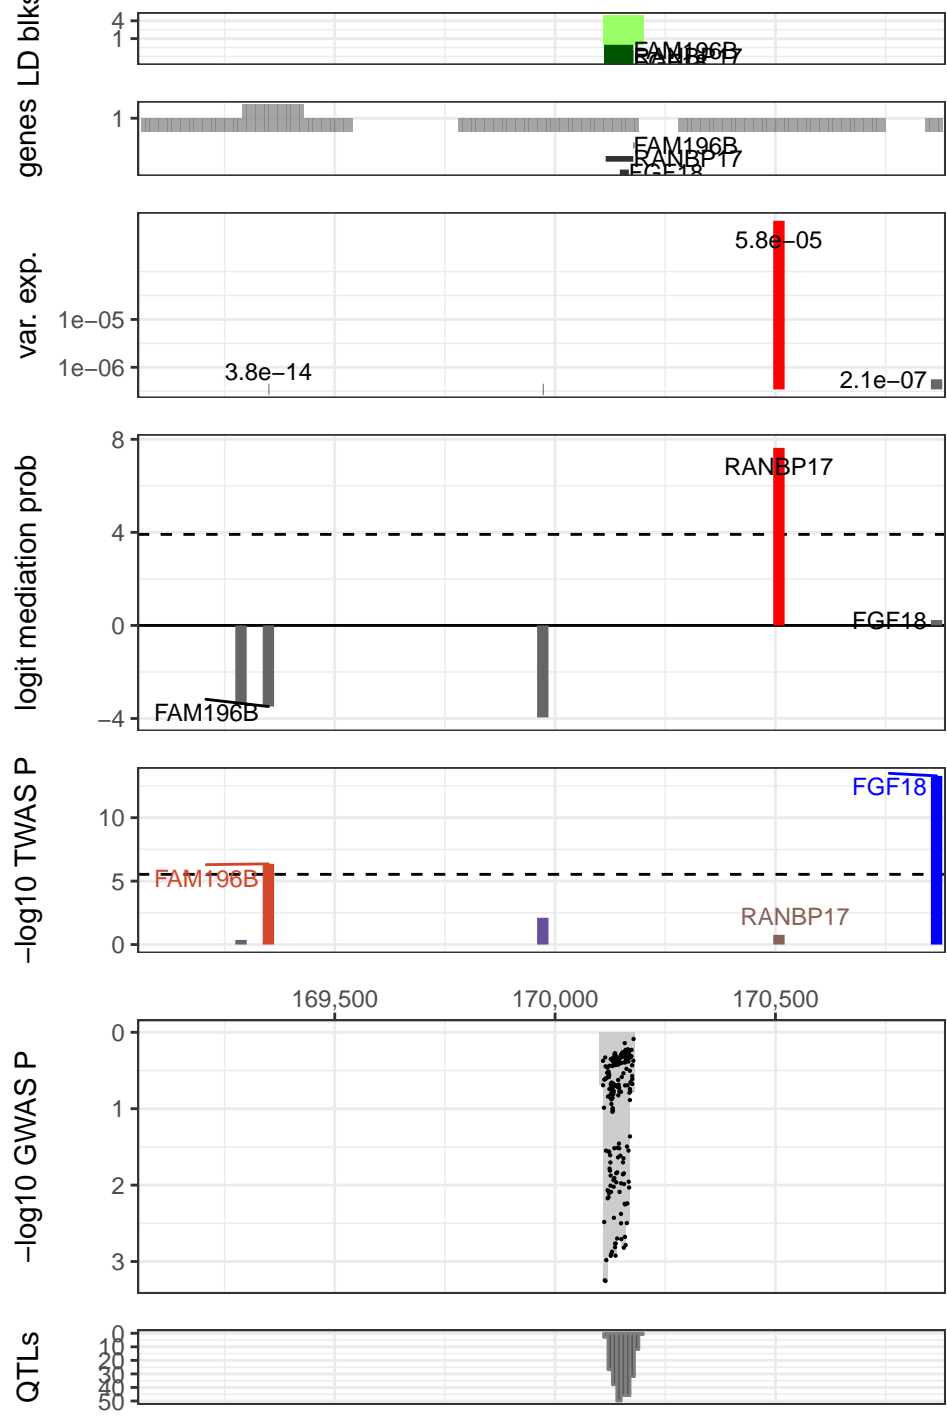 LD blks
4
1
FAM196B
RANBP17
genes
1
FAM196B
RANBP17
FGF18
var. exp.
5.8e−05
1e−05
1e−06
3.8e−14
2.1e−07
logit mediation prob
8
RANBP17
4
0
FGF18
−4
FAM196B
−log10 TWAS P
FGF18
10
FAM196B
5
RANBP17
0
169,500
170,000
170,500
−log10 GWAS P
0
1
2
3
QTLs
0
10
20
30
40
50